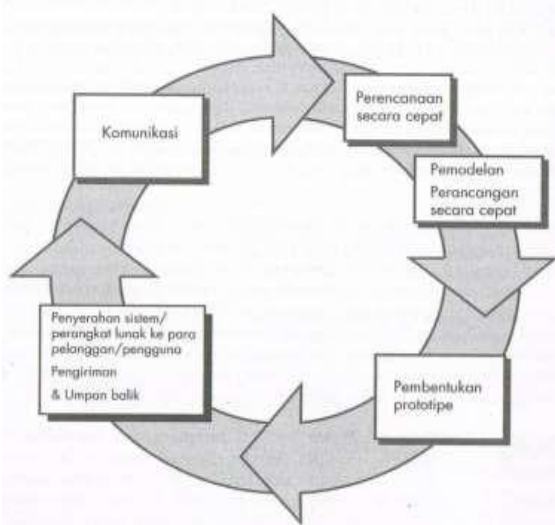 Komunikasi
Perencanaan
secara cepat
Pemodelan
Perancangan
secara cepat
Pembentukan
prototipe
Penyerahan sistem/
perangkat lunak ke para
pelanggan/pengguna
Pengiriman
& Umpan balik